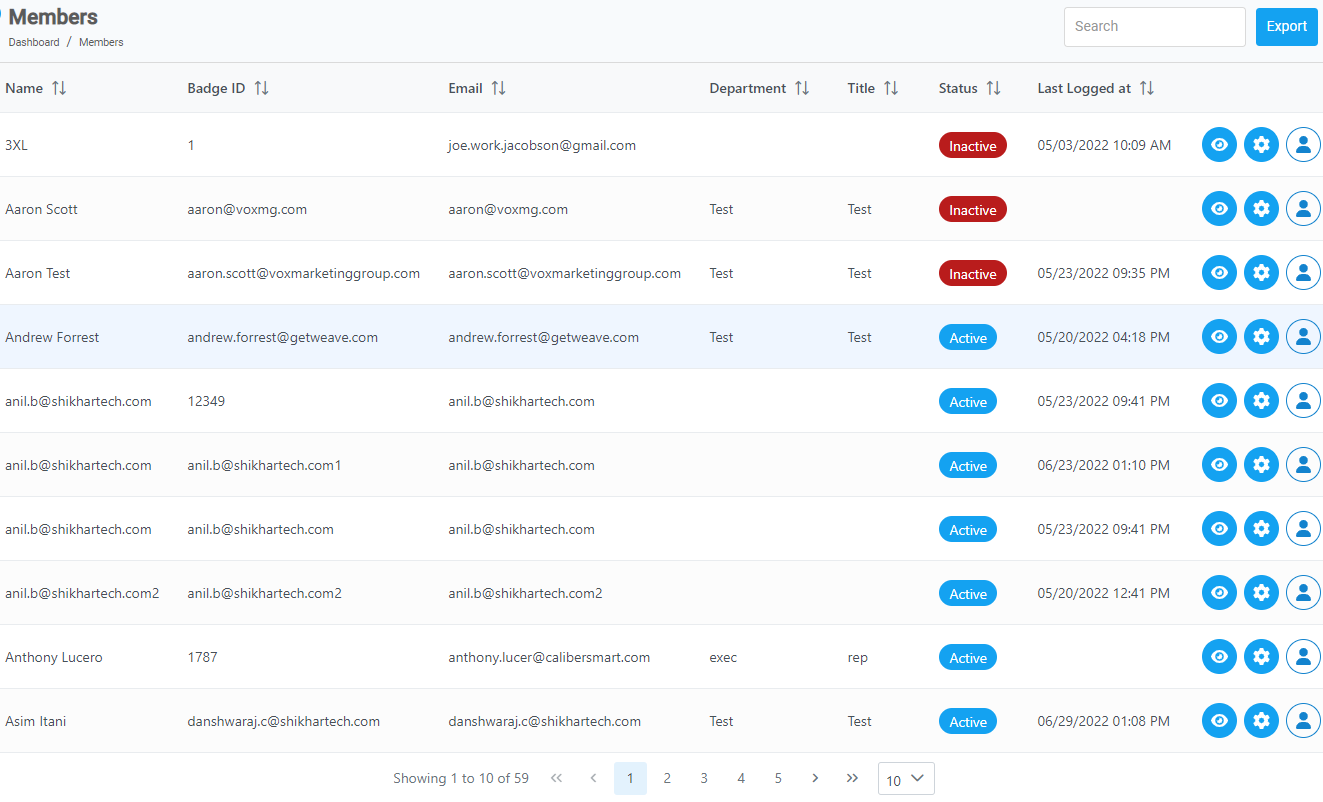 Members
Dashboard / Members
Search
Export
Name Badge ID Email Department Title Status Last Logged at
3XL 1 joe.work.jacobson@gmail.com Inactive 05/03/2022 10:09 AM
Aaron Scott aaron@voxmg.com aaron@voxmg.com Test Test Inactive
Aaron Test aaron.scott@voxmarketinggroup.com aaron.scott@voxmarketinggroup.com Test Test Inactive 05/23/2022 09:35 PM
Andrew Forrest andrew.forrest@getweave.com andrew.forrest@getweave.com Test Test Active 05/20/2022 04:18 PM
anil.b@shikhartech.com 12349 anil.b@shikhartech.com Active 05/23/2022 09:41 PM
anil.b@shikhartech.com anil.b@shikhartech.com1 anil.b@shikhartech.com Active 06/23/2022 01:10 PM
anil.b@shikhartech.com anil.b@shikhartech.com anil.b@shikhartech.com Active 05/23/2022 09:41 PM
anil.b@shikhartech.com2 anil.b@shikhartech.com2 anil.b@shikhartech.com2 Active 05/20/2022 12:41 PM
Anthony Lucero 1787 anthony.lucer@calibersmart.com exec rep Active
Asim Itani danshwaraj.c@shikhartech.com danshwaraj.c@shikhartech.com Test Test Active 06/29/2022 01:08 PM
Showing 1 to 10 of 59 « ‹ 1 2 3 4 5 › » 10